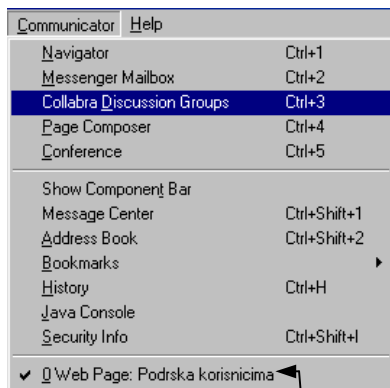 Communicator Help
Navigator Ctrl+1
Messenger Mailbox Ctrl+2
Collabra Discussion Groups Ctrl+3
Page Composer Ctrl+4
Conference Ctrl+5
Show Component Bar
Message Center Ctrl+Shift+1
Address Book Ctrl+Shift+2
Bookmarks
History Ctrl+H
Java Console
Security Info Ctrl+Shift+I
0 Web Page: Podrska korisnicima